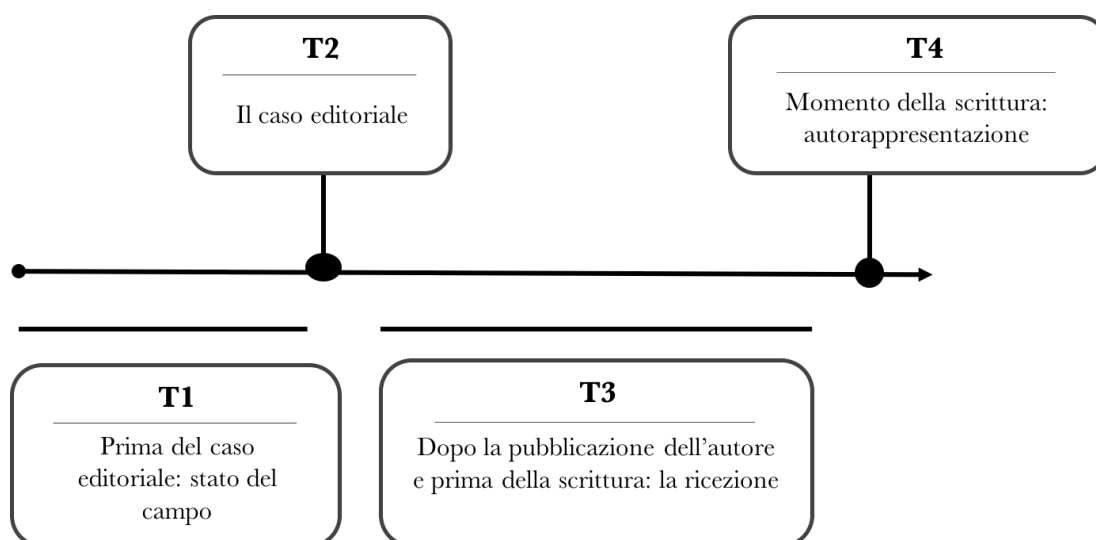 T2
Il caso editoriale
T4
Momento della scrittura:
autorappresentazione
T1
Prima del caso
editoriale: stato del
campo
T3
Dopo la pubblicazione dell’autore
e prima della scrittura: la ricezione